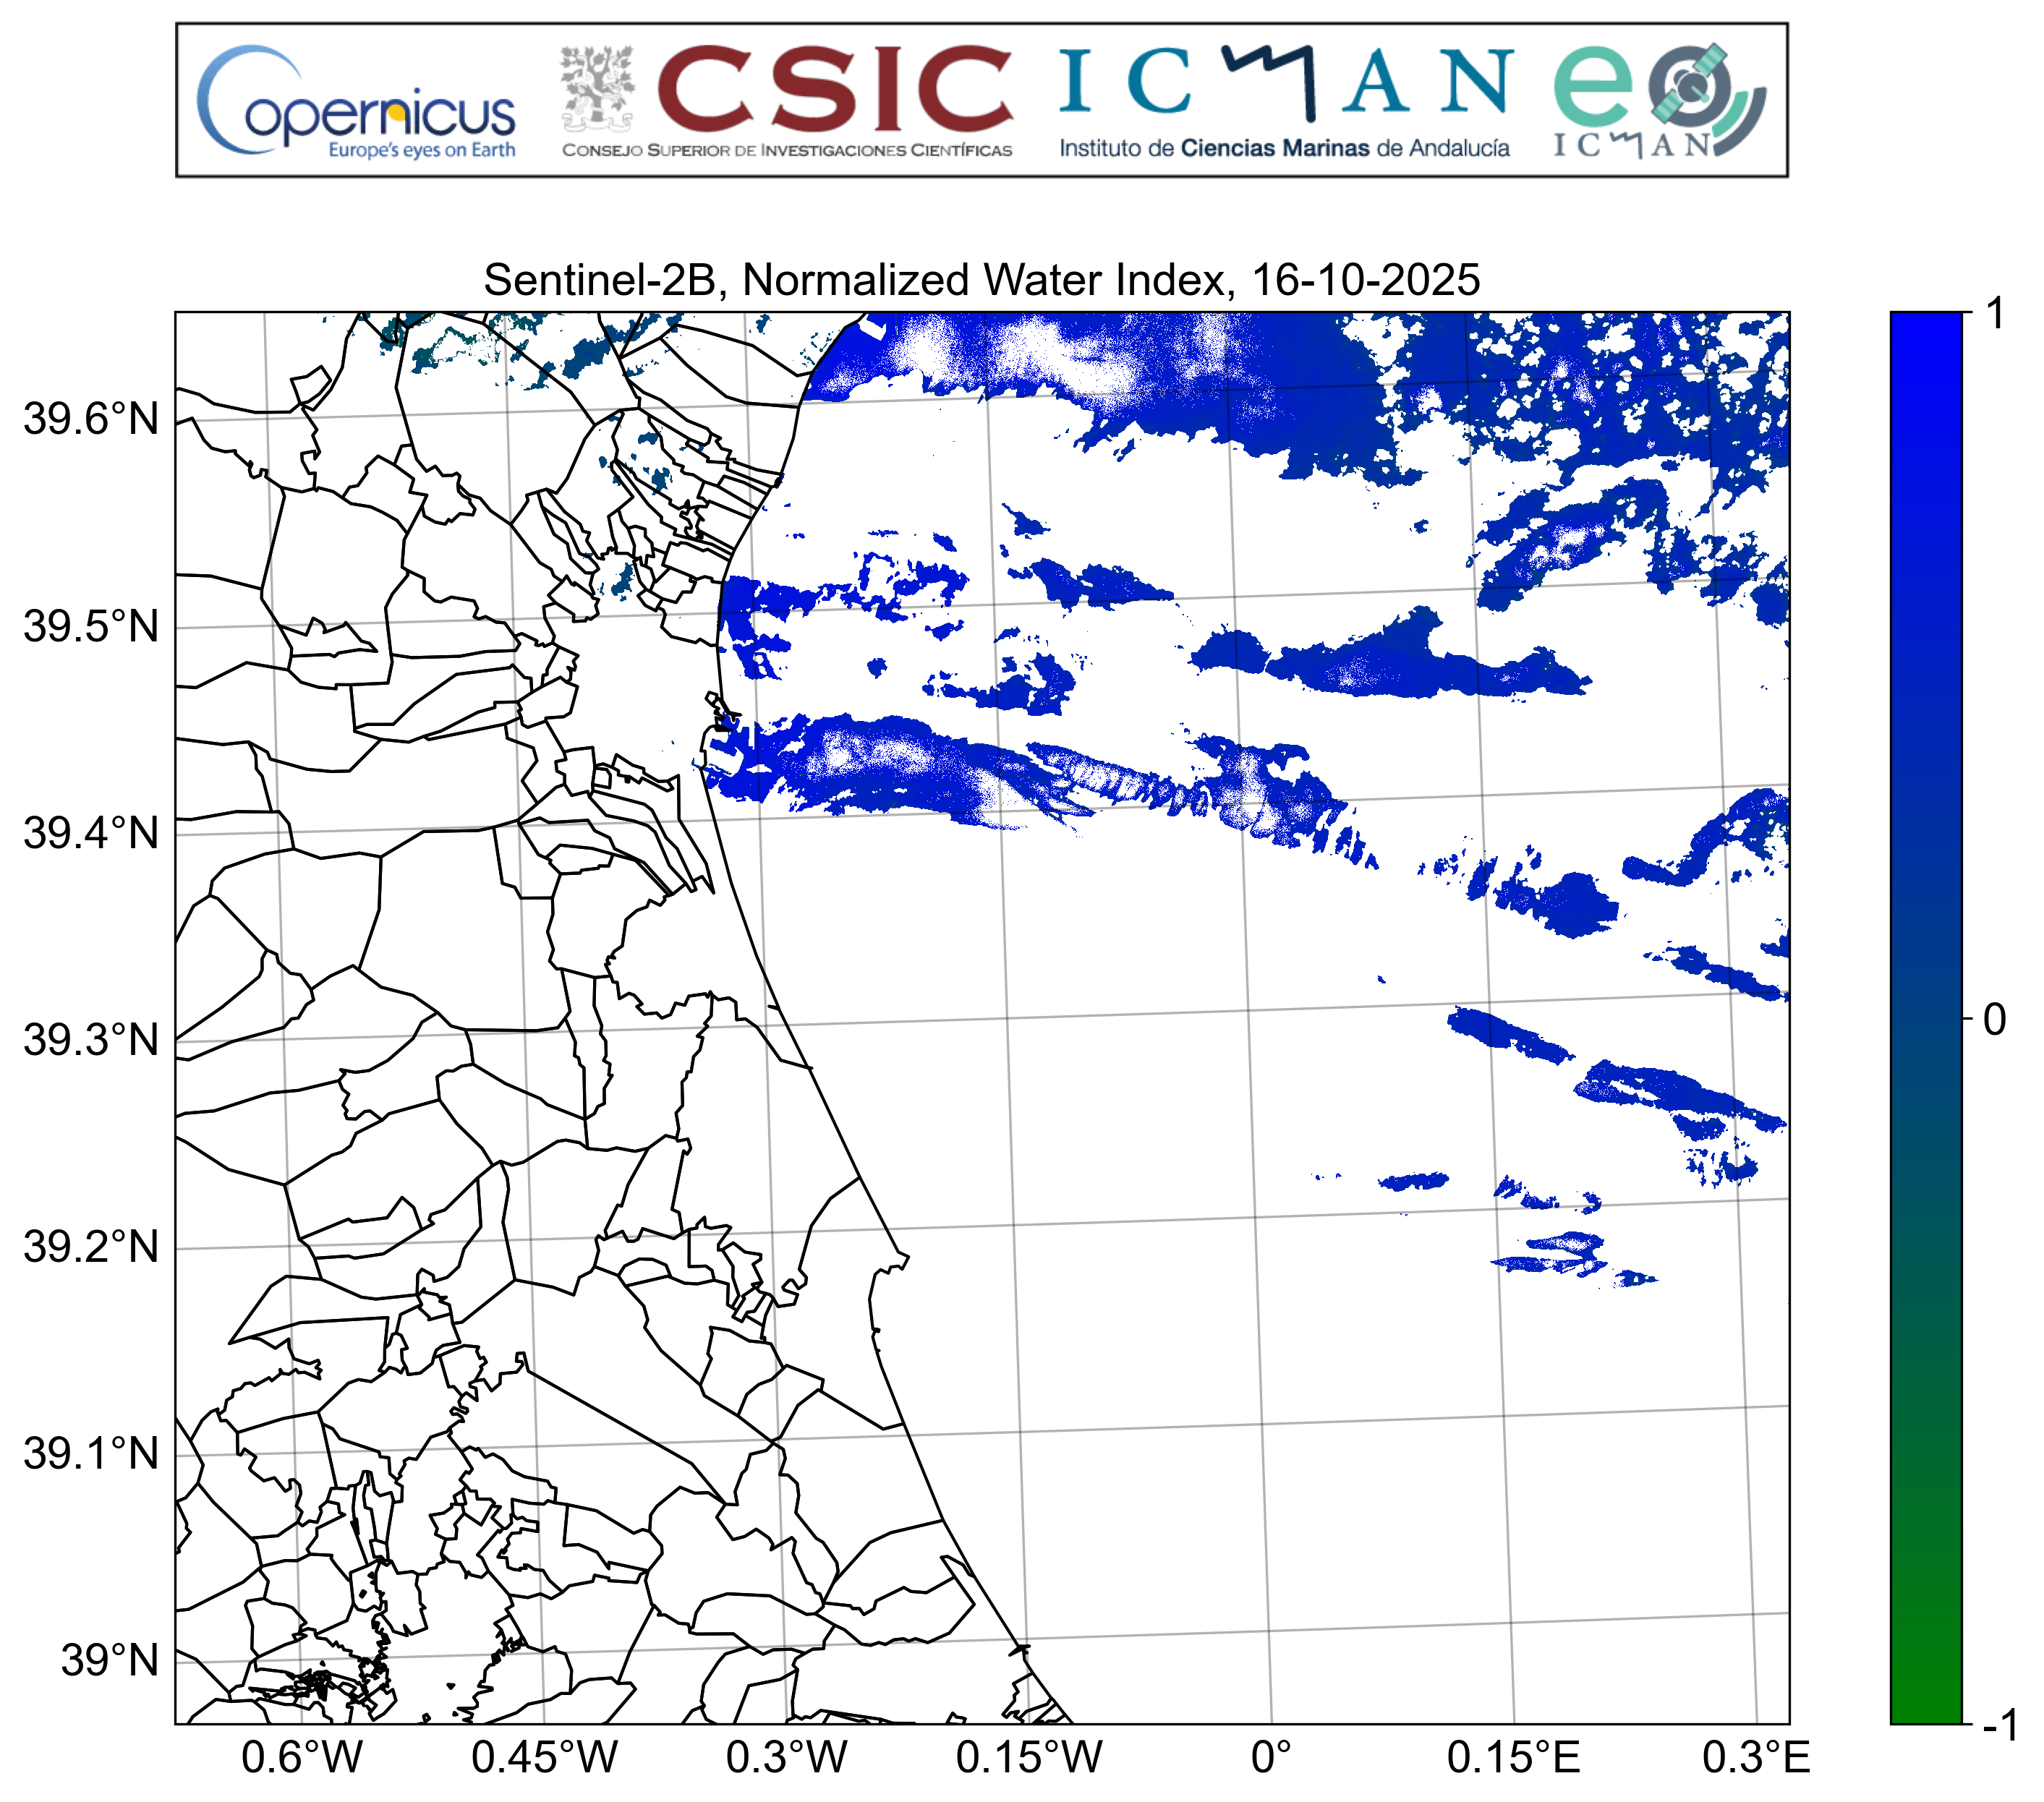 Copernicus
Europe's eyes on Earth
CSIC
CONSEJO SUPERIOR DE INVESTIGACIONES CIENTÍFICAS
ICMAN
Instituto de Ciencias Marinas de Andalucía
eo
ICMAN
Sentinel-2B, Normalized Water Index, 16-10-2025
39.6°N
39.5°N
39.4°N
39.3°N
39.2°N
39.1°N
39°N
0.6°W
0.45°W
0.3°W
0.15°W
0°
0.15°E
0.3°E
1
0
-1